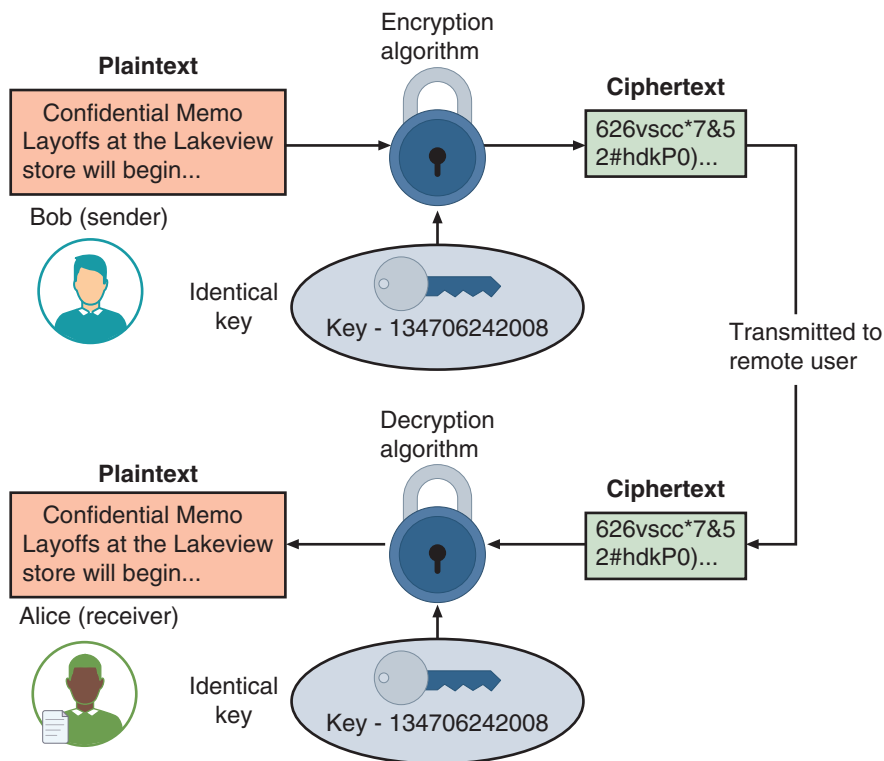 Encryption
algorithm
Plaintext
Confidential Memo
Layoffs at the Lakeview
store will begin...
Ciphertext
626vscc*7&5
2#hdkP0)...
Bob (sender)
Identical
key
Key - 134706242008
Transmitted to
remote user
Decryption
algorithm
Plaintext
Confidential Memo
Layoffs at the Lakeview
store will begin...
Ciphertext
626vscc*7&5
2#hdkP0)...
Alice (receiver)
Identical
key
Key - 134706242008